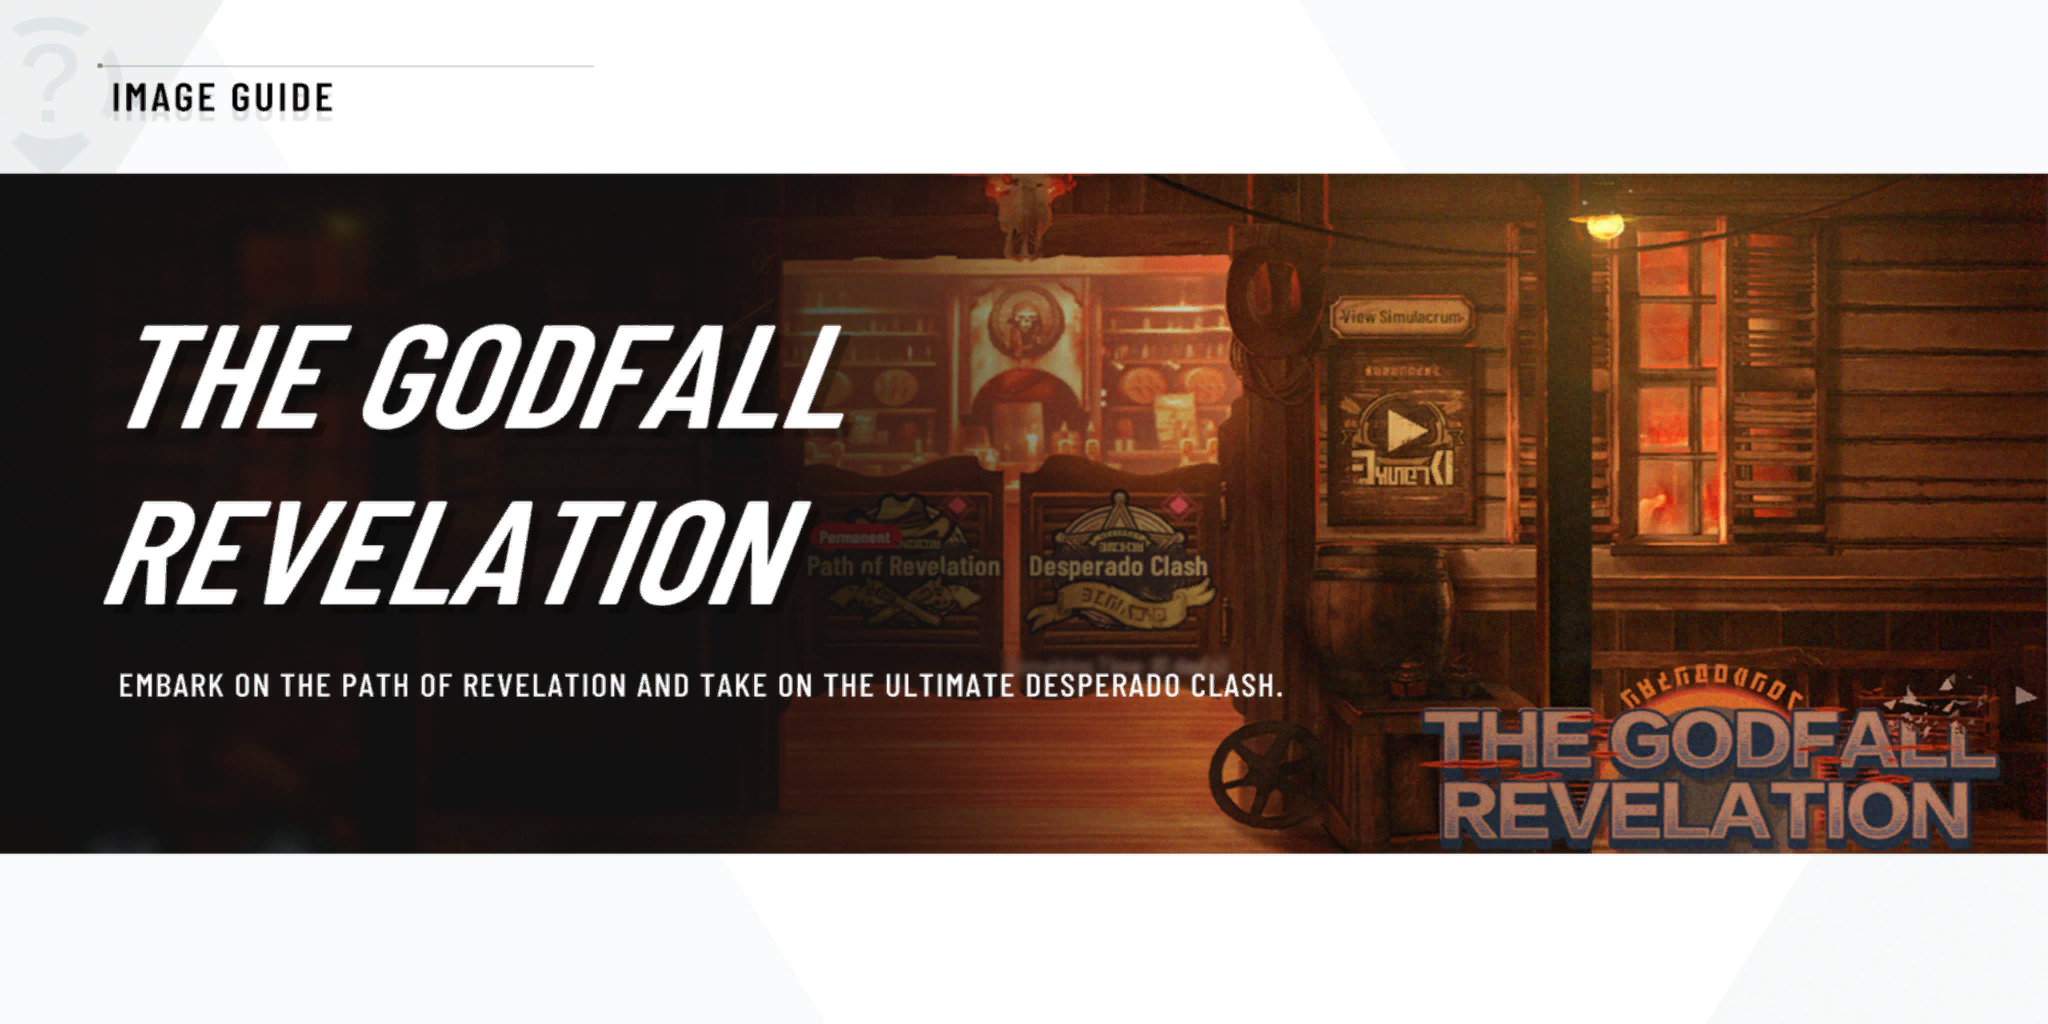 IMAGE GUIDE
THE GODFALL
REVELATION
View Simulacrum
Permanent
Path of Revelation
Desperado Clash
EMBARK ON THE PATH OF REVELATION AND TAKE ON THE ULTIMATE DESPERADO CLASH.
THE GODFALL
REVELATION